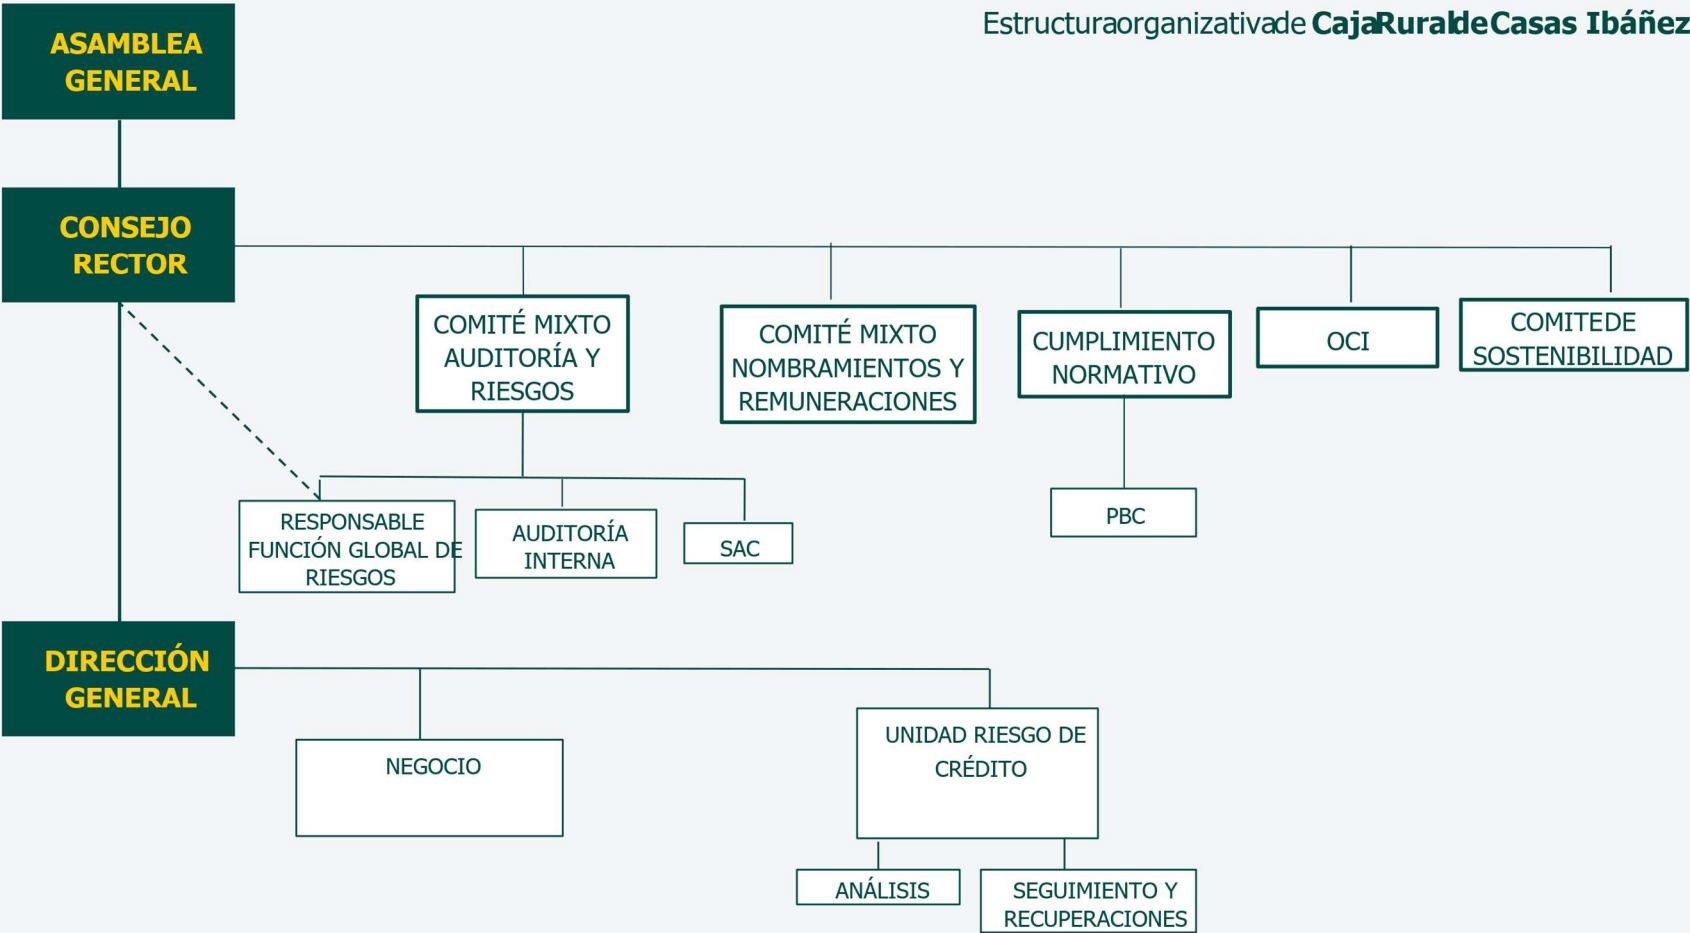 Estructuraorganizativade CajaRuraldeCasas Ibáñez
ASAMBLEA
GENERAL
CONSEJO
RECTOR
COMITÉ MIXTO
AUDITORÍA Y
RIESGOS
COMITÉ MIXTO
NOMBRAMIENTOS Y
REMUNERACIONES
CUMPLIMIENTO
NORMATIVO
OCI
COMITEDE
SOSTENIBILIDAD
RESPONSABLE
FUNCIÓN GLOBAL DE
RIESGOS
AUDITORÍA
INTERNA
SAC
PBC
DIRECCIÓN
GENERAL
NEGOCIO
UNIDAD RIESGO DE
CRÉDITO
ANÁLISIS
SEGUIMIENTO Y
RECUPERACIONES